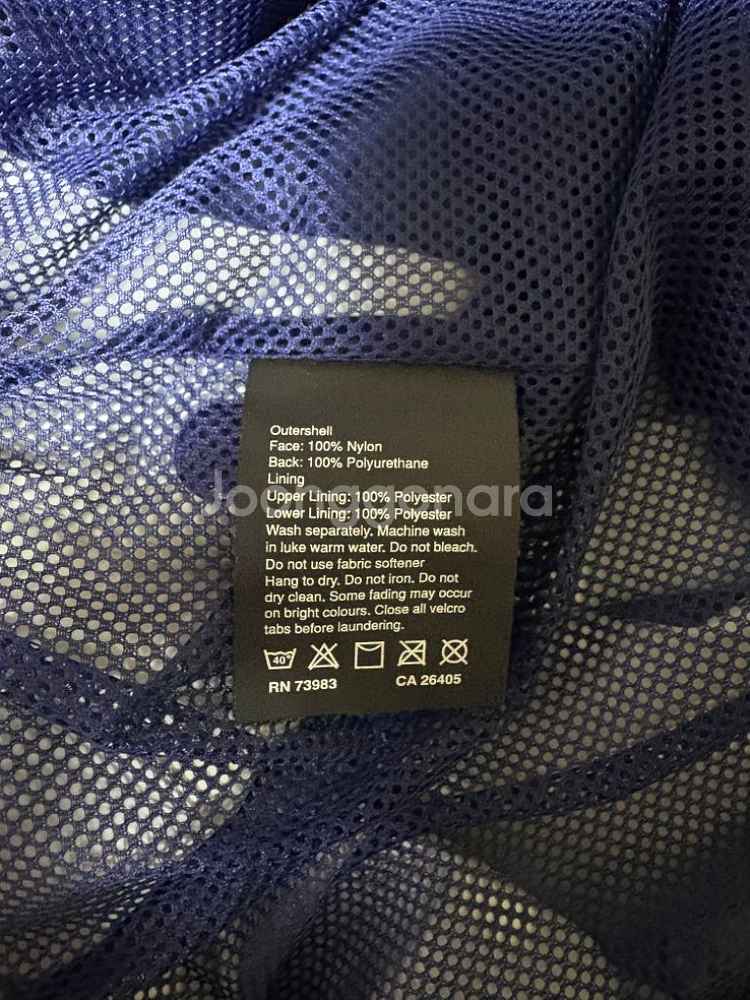 Outershell
Face: 100% Nylon
Back: 100% Polyurethane
Lining
Upper Lining: 100% Polyester
Lower Lining: 100% Polyester
Wash separately. Machine wash
in luke warm water. Do not bleach.
Do not use fabric softener
Hang to dry. Do not iron. Do not
dry clean. Some fading may occur
on bright colours. Close all velcro
tabs before laundering.
40°
RN 73983 CA 26405
Joonggonara